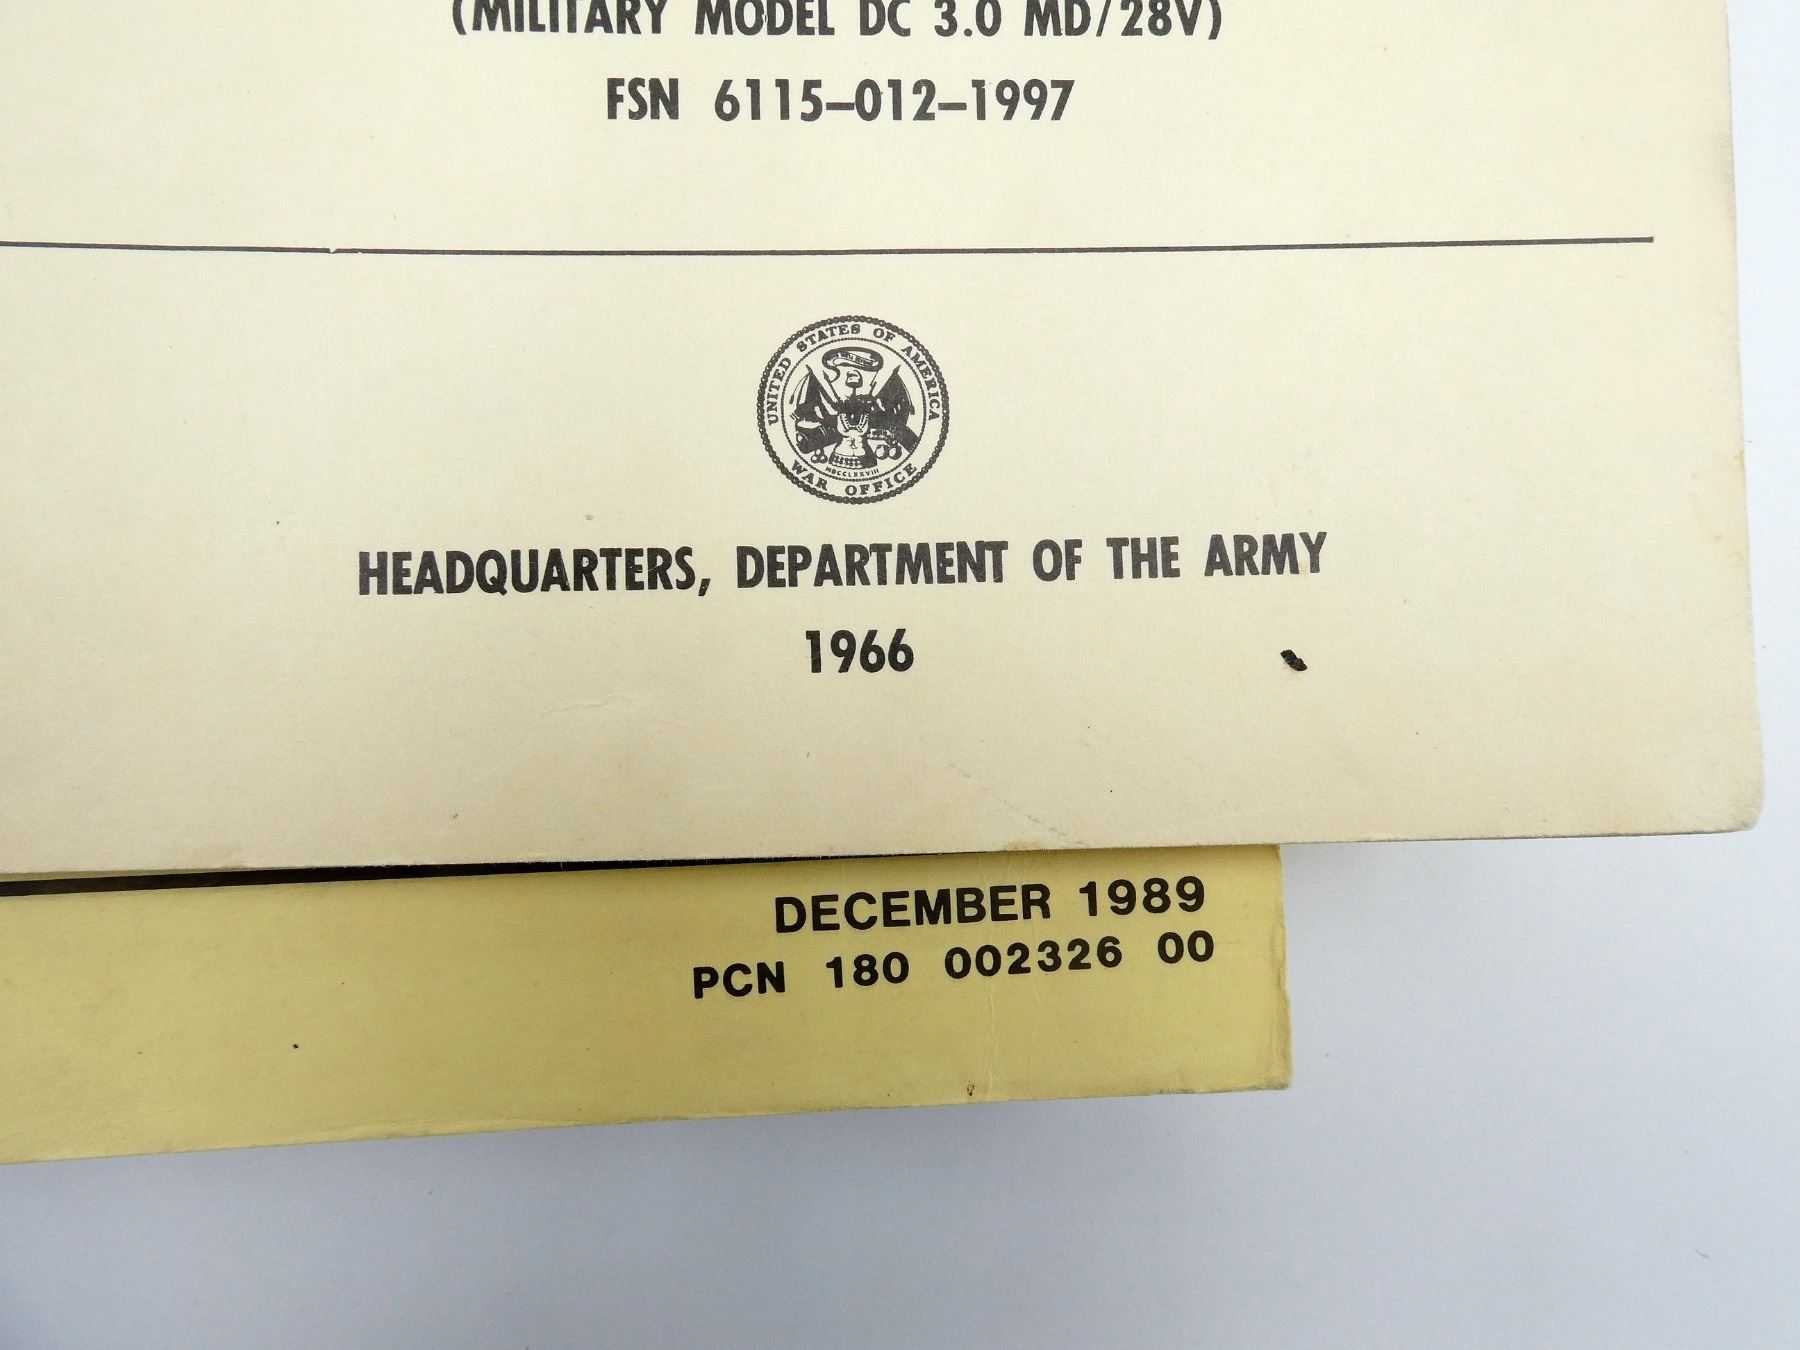 (MILITARY MODEL DC 3.0 MD/28V)
FSN 6115-012-1997
UNITED STATES OF AMERICA
MDCCLXXVIII
WAR OFFICE
HEADQUARTERS, DEPARTMENT OF THE ARMY
1966
DECEMBER 1989
PCN 180 002326 00